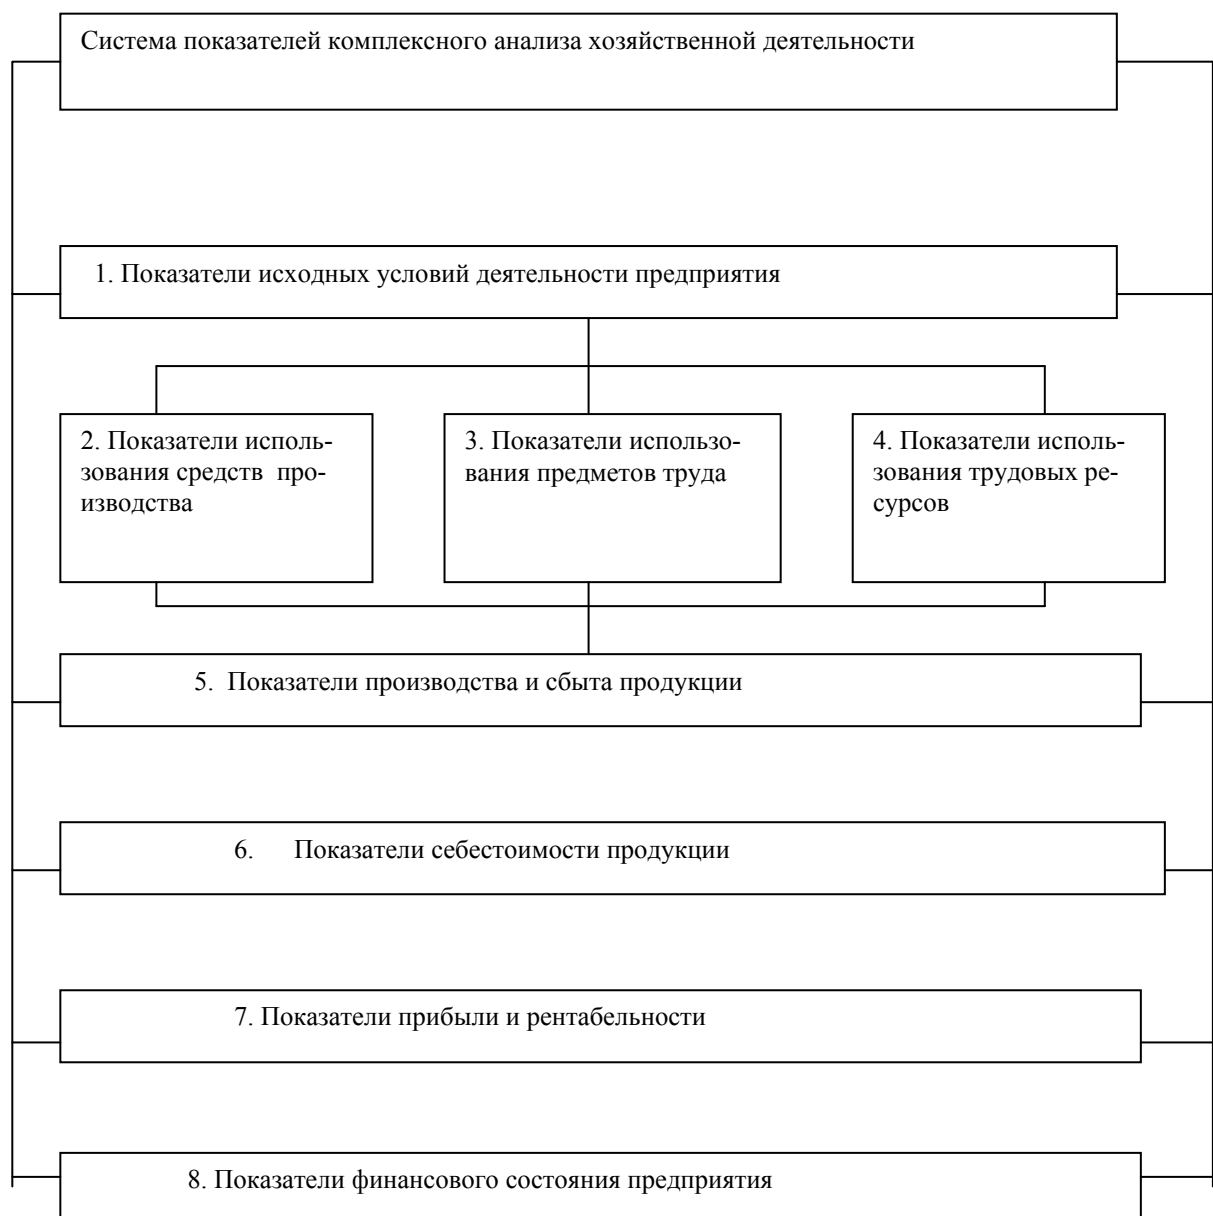 Система показателей комплексного анализа хозяйственной деятельности
1. Показатели исходных условий деятельности предприятия
2. Показатели исполь-
зования средств про-
изводства
3. Показатели использо-
вания предметов труда
4. Показатели исполь-
зования трудовых ре-
сурсов
5. Показатели производства и сбыта продукции
6. Показатели себестоимости продукции
7. Показатели прибыли и рентабельности
8. Показатели финансового состояния предприятия